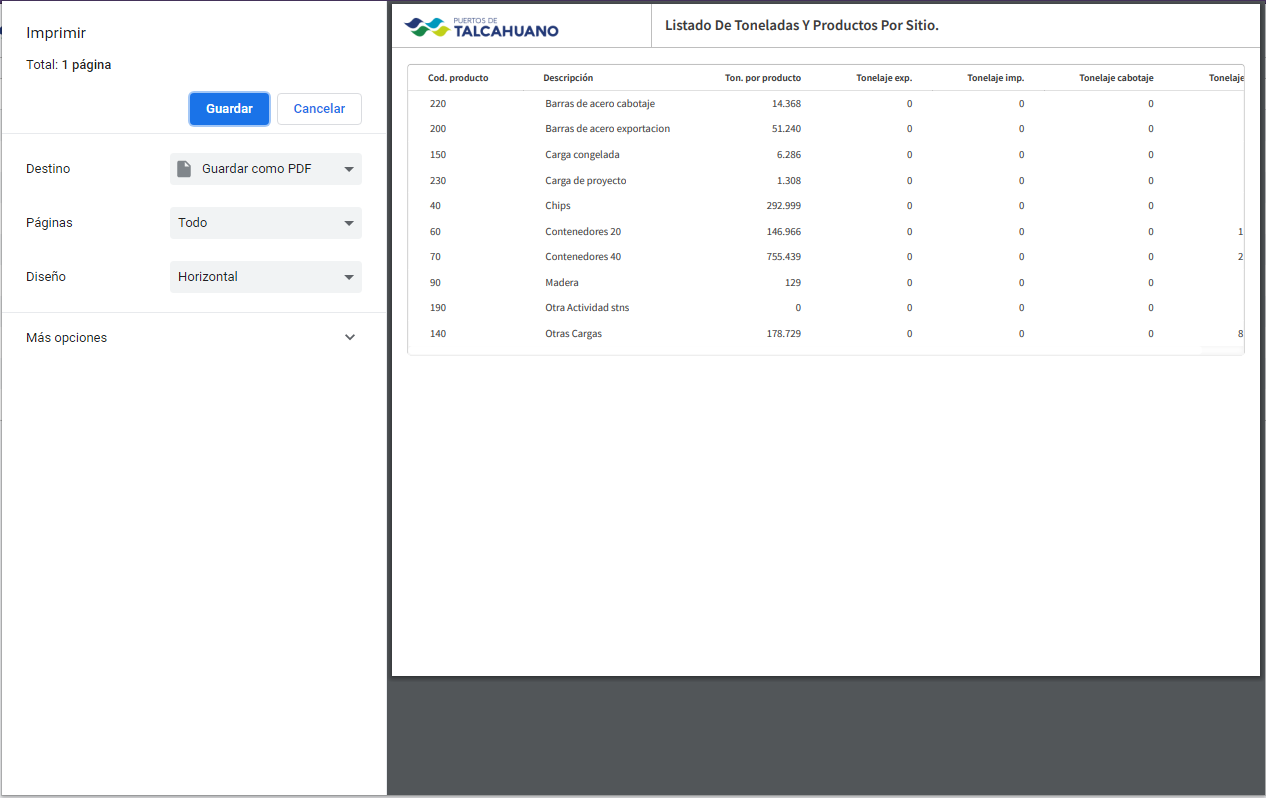 Imprimir
Total: 1 página
Guardar Cancelar
Destino Guardar como PDF
Páginas Todo
Diseño Horizontal
Más opciones
PUERTOS DE
TALCAHUANO
Listado De Toneladas Y Productos Por Sitio.
Cod. producto Descripción Ton. por producto Tonelaje exp. Tonelaje imp. Tonelaje cabotaje Tonelaje
220 Barras de acero cabotaje 14.368 0 0 0
200 Barras de acero exportacion 51.240 0 0 0
150 Carga congelada 6.286 0 0 0
230 Carga de proyecto 1.308 0 0 0
40 Chips 292.999 0 0 0
60 Contenedores 20 146.966 0 0 0 1
70 Contenedores 40 755.439 0 0 0 2
90 Madera 129 0 0 0
190 Otra Actividad stns 0 0 0 0
140 Otras Cargas 178.729 0 0 0 8